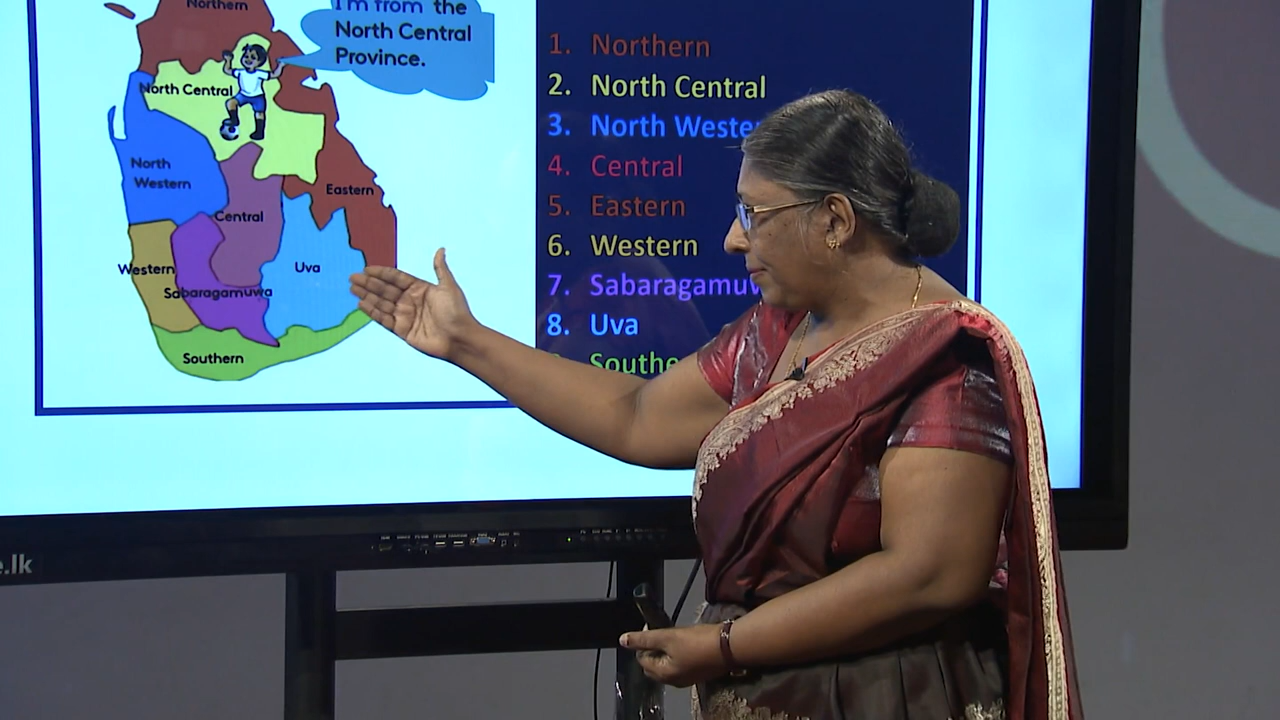 Northern
I'm from the
North Central
Province.
North Central
North
Western
Eastern
Central
Western
Uva
Sabaragamuwa
Southern
1. Northern
2. North Central
3. North Weste
4. Central
5. Eastern
6. Western
7. Sabaragamuw
8. Uva
Southe
e.lk